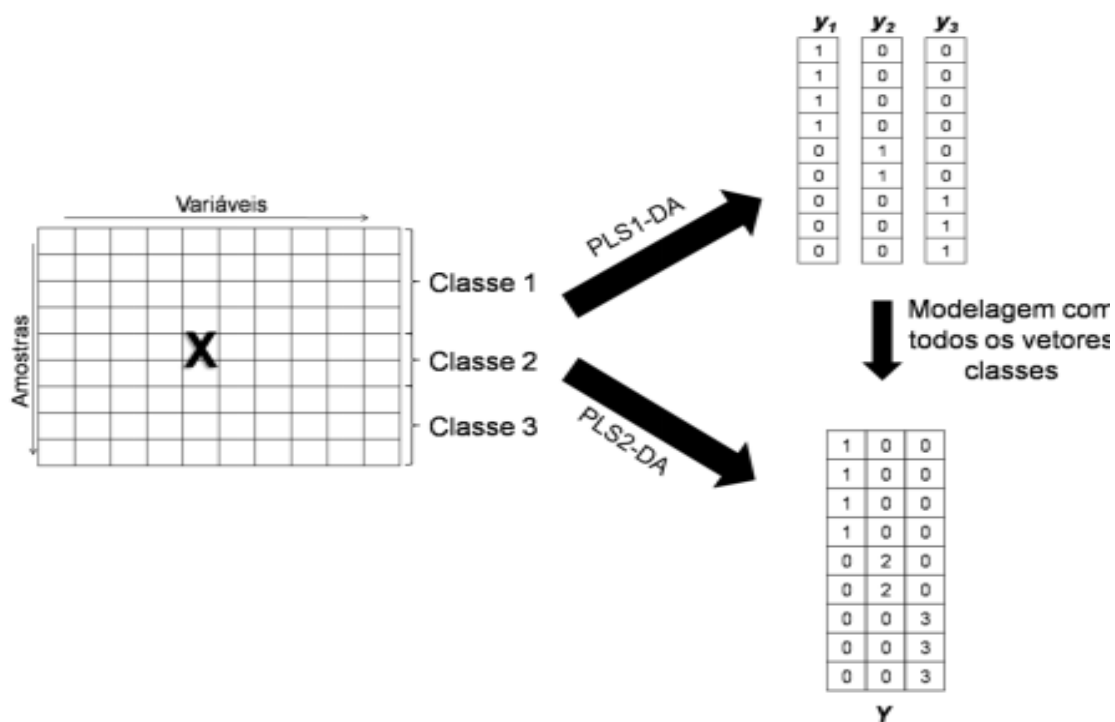 y1 y2 y3
1 0 0
1 0 0
1 0 0
1 0 0
0 1 0
0 1 0
0 0 1
0 0 1
0 0 1
Variáveis
Amostras
X
Classe 1
Classe 2
Classe 3
PLS1-DA
PLS2-DA
Modelagem com
todos os vetores
classes
1 0 0
1 0 0
1 0 0
1 0 0
0 2 0
0 2 0
0 0 3
0 0 3
0 0 3
Y